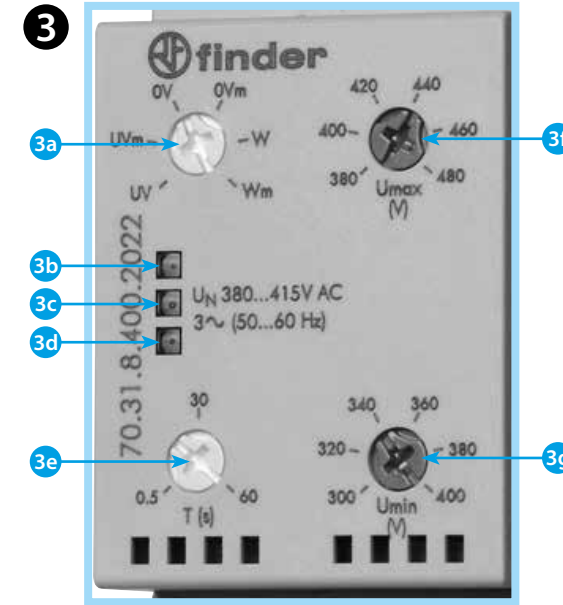 3
finder
OV OVm
UVm W
UV Wm
420 440
400 460
380 480
Umax
(V)
3a
3f
3b
3c
3d
70.31.8.400.2022
UN 380...415V AC
3~ (50...60 Hz)
30
0.5 60
T (s)
340 360
320 380
300 400
Umin
(V)
3e
3g